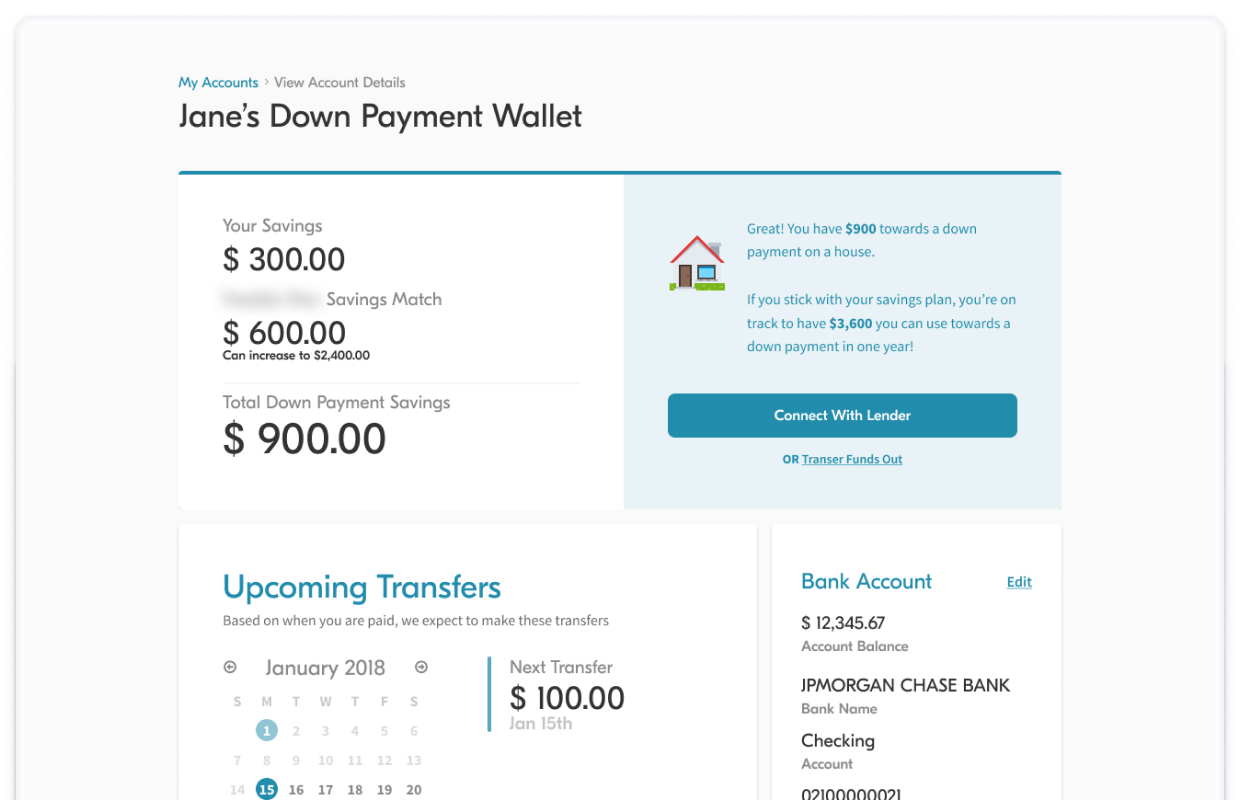 My Accounts > View Account Details
Jane's Down Payment Wallet
Your Savings
$ 300.00
Savings Match
$ 600.00
Can increase to $2,400.00
Total Down Payment Savings
$ 900.00
Great! You have $900 towards a down
payment on a house.
If you stick with your savings plan, you're on
track to have $3,600 you can use towards a
down payment in one year!
Connect With Lender
OR Transer Funds Out
Upcoming Transfers
Based on when you are paid, we expect to make these transfers
January 2018
S M T W T F S
1 2 3 4 5 6
7 8 9 10 11 12 13
14 15 16 17 18 19 20
Next Transfer
$ 100.00
Jan 15th
Bank Account
Edit
$ 12,345.67
Account Balance
JPMORGAN CHASE BANK
Bank Name
Checking
Account
02100000021